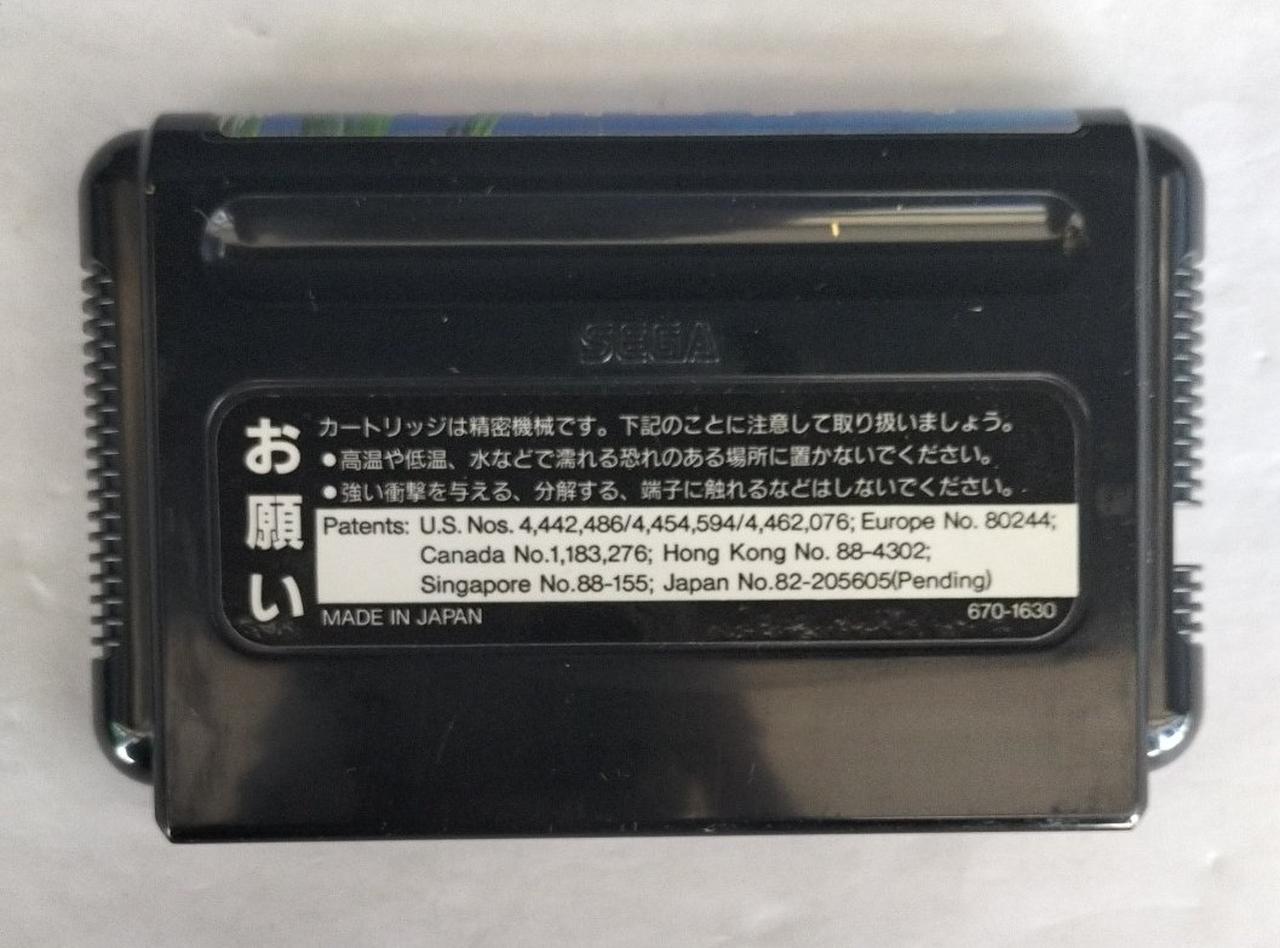 SEGA
お願い
カートリッジは精密機械です。下記のことに注意して取り扱いましょう。
●高温や低温、水などで濡れる恐れのある場所に置かないでください。
●強い衝撃を与える、分解する、端子に触れるなどはしないでください。
Patents: U.S. Nos. 4,442,486/4,454,594/4,462,076; Europe No. 80244;
Canada No.1,183,276; Hong Kong No. 88-4302;
Singapore No.88-155; Japan No.82-205605(Pending)
MADE IN JAPAN 670-1630